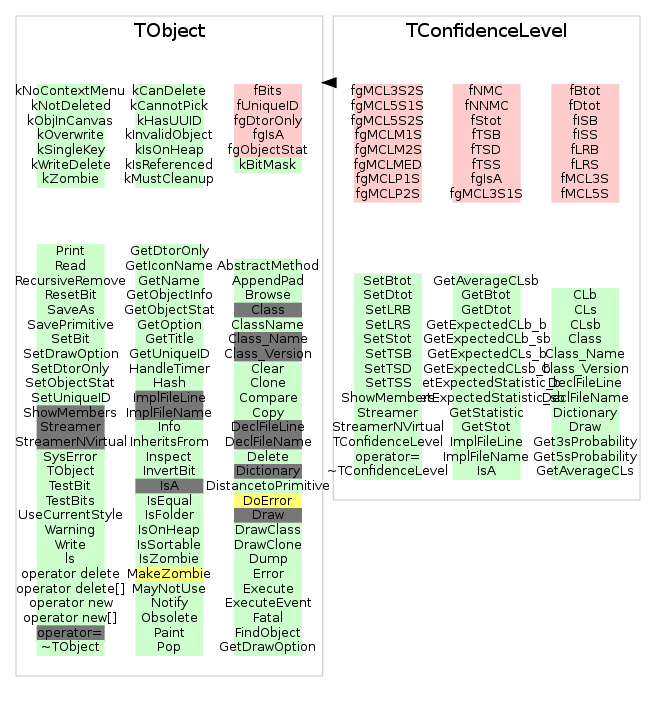 TObject
kNoContextMenu kCanDelete fBits
kNotDeleted kCannotPick fUniqueID
kObjInCanvas kHasUUID fgDtorOnly
kOverwrite kInvalidObject fgIsA
kSingleKey kIsOnHeap fgObjectStat
kWriteDelete kIsReferenced kBitMask
kZombie kMustCleanup
Print GetDtorOnly
Read GetIconName AbstractMethod
RecursiveRemove GetName AppendPad
ResetBit GetObjectInfo Browse
SaveAs GetObjectStat Class
SavePrimitive GetOption ClassName
SetBit GetTitle Class_Name
SetDrawOption GetUniqueID Class_Version
SetDtorOnly HandleTimer Clear
SetObjectStat Hash Clone
SetUniqueID ImplFileLine Compare
ShowMembers ImplFileName Copy
Streamer Info DeclFileLine
StreamerNVirtual InheritsFrom DeclFileName
SysError Inspect Delete
TObject InvertBit Dictionary
TestBit IsA DistancetoPrimitive
TestBits IsEqual DoError
UseCurrentStyle IsFolder Draw
Warning IsOnHeap DrawClass
Write IsSortable DrawClone
ls IsZombie Dump
operator delete MakeZombie Error
operator delete[] MayNotUse Execute
operator new Notify ExecuteEvent
operator new[] Obsolete Fatal
operator= Paint FindObject
~TObject Pop GetDrawOption
TConfidenceLevel
fgMCL3S2S fNMC fBtot
fgMCL5S1S fNNMC fDtot
fgMCL5S2S fStot fISB
fgMCLM1S fTSB fISS
fgMCLM2S fTSD fLRB
fgMCLMED fTSS fLRS
fgMCLP1S fgIsA fMCL3S
fgMCLP2S fgMCL3S1S fMCL5S
SetBtot GetAverageCLsb
SetDtot GetBtot CLb
SetLRB GetDtot CLs
SetLRS GetExpectedCLb_b CLsb
SetStot GetExpectedCLb_sb Class
SetTSB GetExpectedCLs_b Class_Name
SetTSD GetExpectedCLsb_b Class_Version
SetTSS etExpectedStatistic_b DeclFileLine
ShowMembers etExpectedStatistic_sb DeclFileName
Streamer GetStatistic Dictionary
StreamerNVirtual GetStot Draw
TConfidenceLevel ImplFileLine Get3sProbability
operator= ImplFileName Get5sProbability
~TConfidenceLevel IsA GetAverageCLs